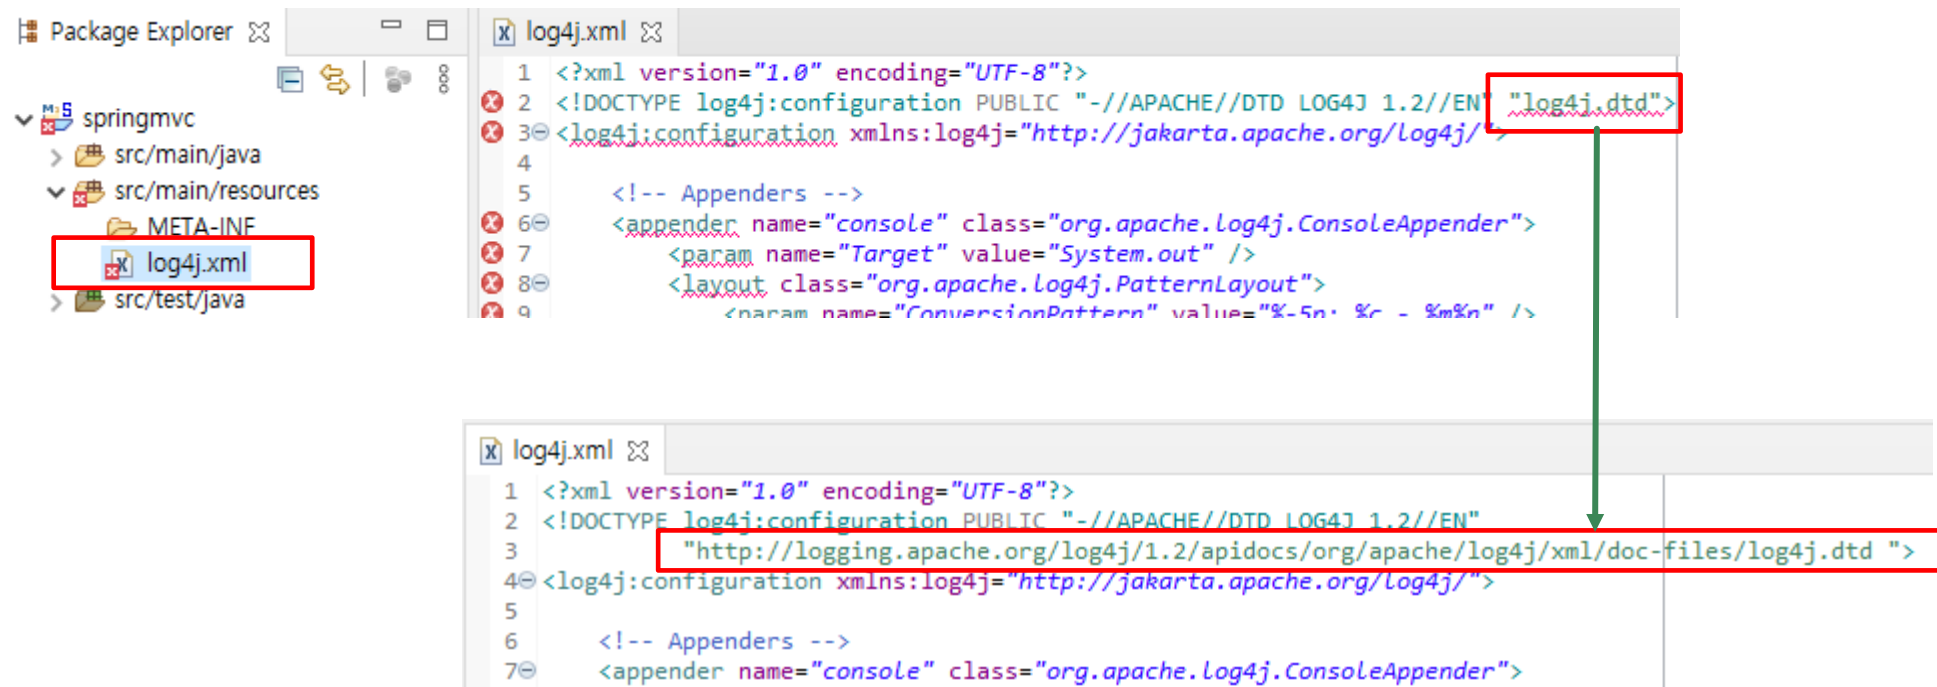 Package Explorer
springmvc
src/main/java
src/main/resources
META-INF
log4j.xml
src/test/java
log4j.xml
1 <?xml version="1.0" encoding="UTF-8"?>
2 <!DOCTYPE log4j:configuration PUBLIC "-//APACHE//DTD LOG4J 1.2//EN" "log4j.dtd">
3 <log4j:configuration xmlns:log4j="http://jakarta.apache.org/log4j/">
4
5 <!-- Appenders -->
6 <appender name="console" class="org.apache.log4j.ConsoleAppender">
7 <param name="Target" value="System.out" />
8 <layout class="org.apache.log4j.PatternLayout">
9 <param name="ConversionPattern" value="%-5p: %c - %m%n" />
log4j.xml
1 <?xml version="1.0" encoding="UTF-8"?>
2 <!DOCTYPE log4j:configuration PUBLIC "-//APACHE//DTD LOG4J 1.2//EN"
3 "http://logging.apache.org/log4j/1.2/apidocs/org/apache/log4j/xml/doc-files/log4j.dtd ">
4 <log4j:configuration xmlns:log4j="http://jakarta.apache.org/log4j/">
5
6 <!-- Appenders -->
7 <appender name="console" class="org.apache.log4j.ConsoleAppender">